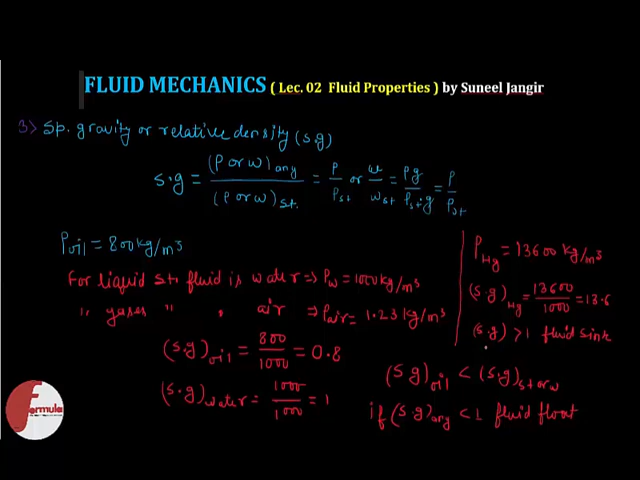 FLUID MECHANICS ( Lec. 02 Fluid Properties ) by Suneel Jangir
3> Sp. gravity or relative density (s.g)
s.g = (ρ or w)any / (ρ or w)st. = ρ/ρst or w/wst = ρg/ρst g = ρ/ρst
ρoil = 800 kg/m3
For liquid std fluid is water ⇒ ρw = 1000 kg/m3
" gases " , air ⇒ ρair = 1.23 kg/m3
(s.g)oil = 800/1000 = 0.8
(s.g)water = 1000/1000 = 1
ρHg = 13600 kg/m3
(s.g)Hg = 13600/1000 = 13.6
(s.g) > 1 fluid sink
(s.g)oil < (s.g)st or w
if (s.g)any < 1 fluid float
Formula